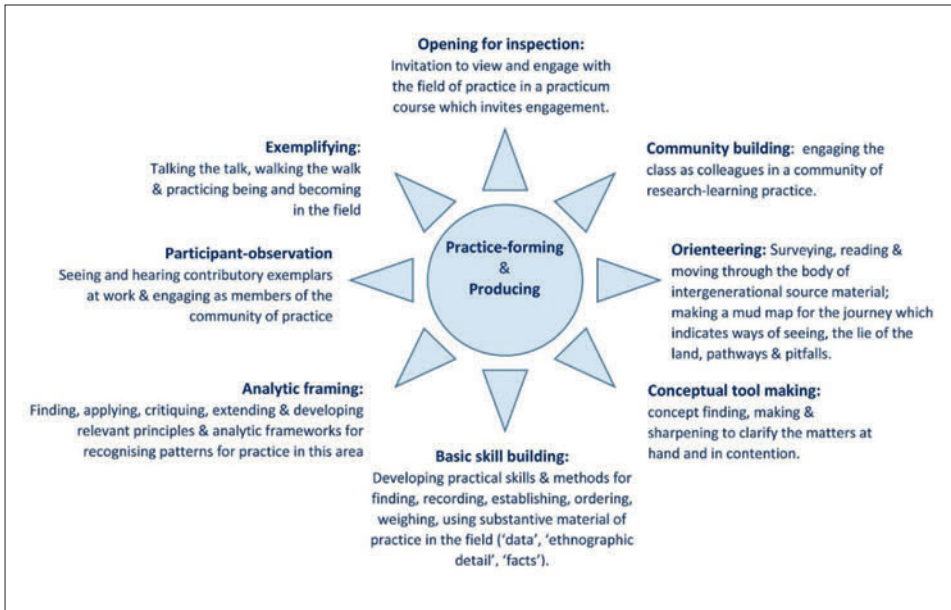 Opening for inspection:
Invitation to view and engage with
the field of practice in a practicum
course which invites engagement.
Exemplifying:
Talking the talk, walking the walk
& practicing being and becoming
in the field
Community building: engaging the
class as colleagues in a community of
research-learning practice.
Participant-observation
Seeing and hearing contributory exemplars
at work & engaging as members of the
community of practice
Practice-forming
&
Producing
Orienteering: Surveying, reading &
moving through the body of
intergenerational source material;
making a mud map for the journey which
indicates ways of seeing, the lie of the
land, pathways & pitfalls.
Analytic framing:
Finding, applying, critiquing, extending & developing
relevant principles & analytic frameworks for
recognising patterns for practice in this area
Conceptual tool making:
concept finding, making &
sharpening to clarify the matters at
hand and in contention.
Basic skill building:
Developing practical skills & methods for
finding, recording, establishing, ordering,
weighing, using substantive material of
practice in the field (‘data’, ‘ethnographic
detail’, ‘facts’).